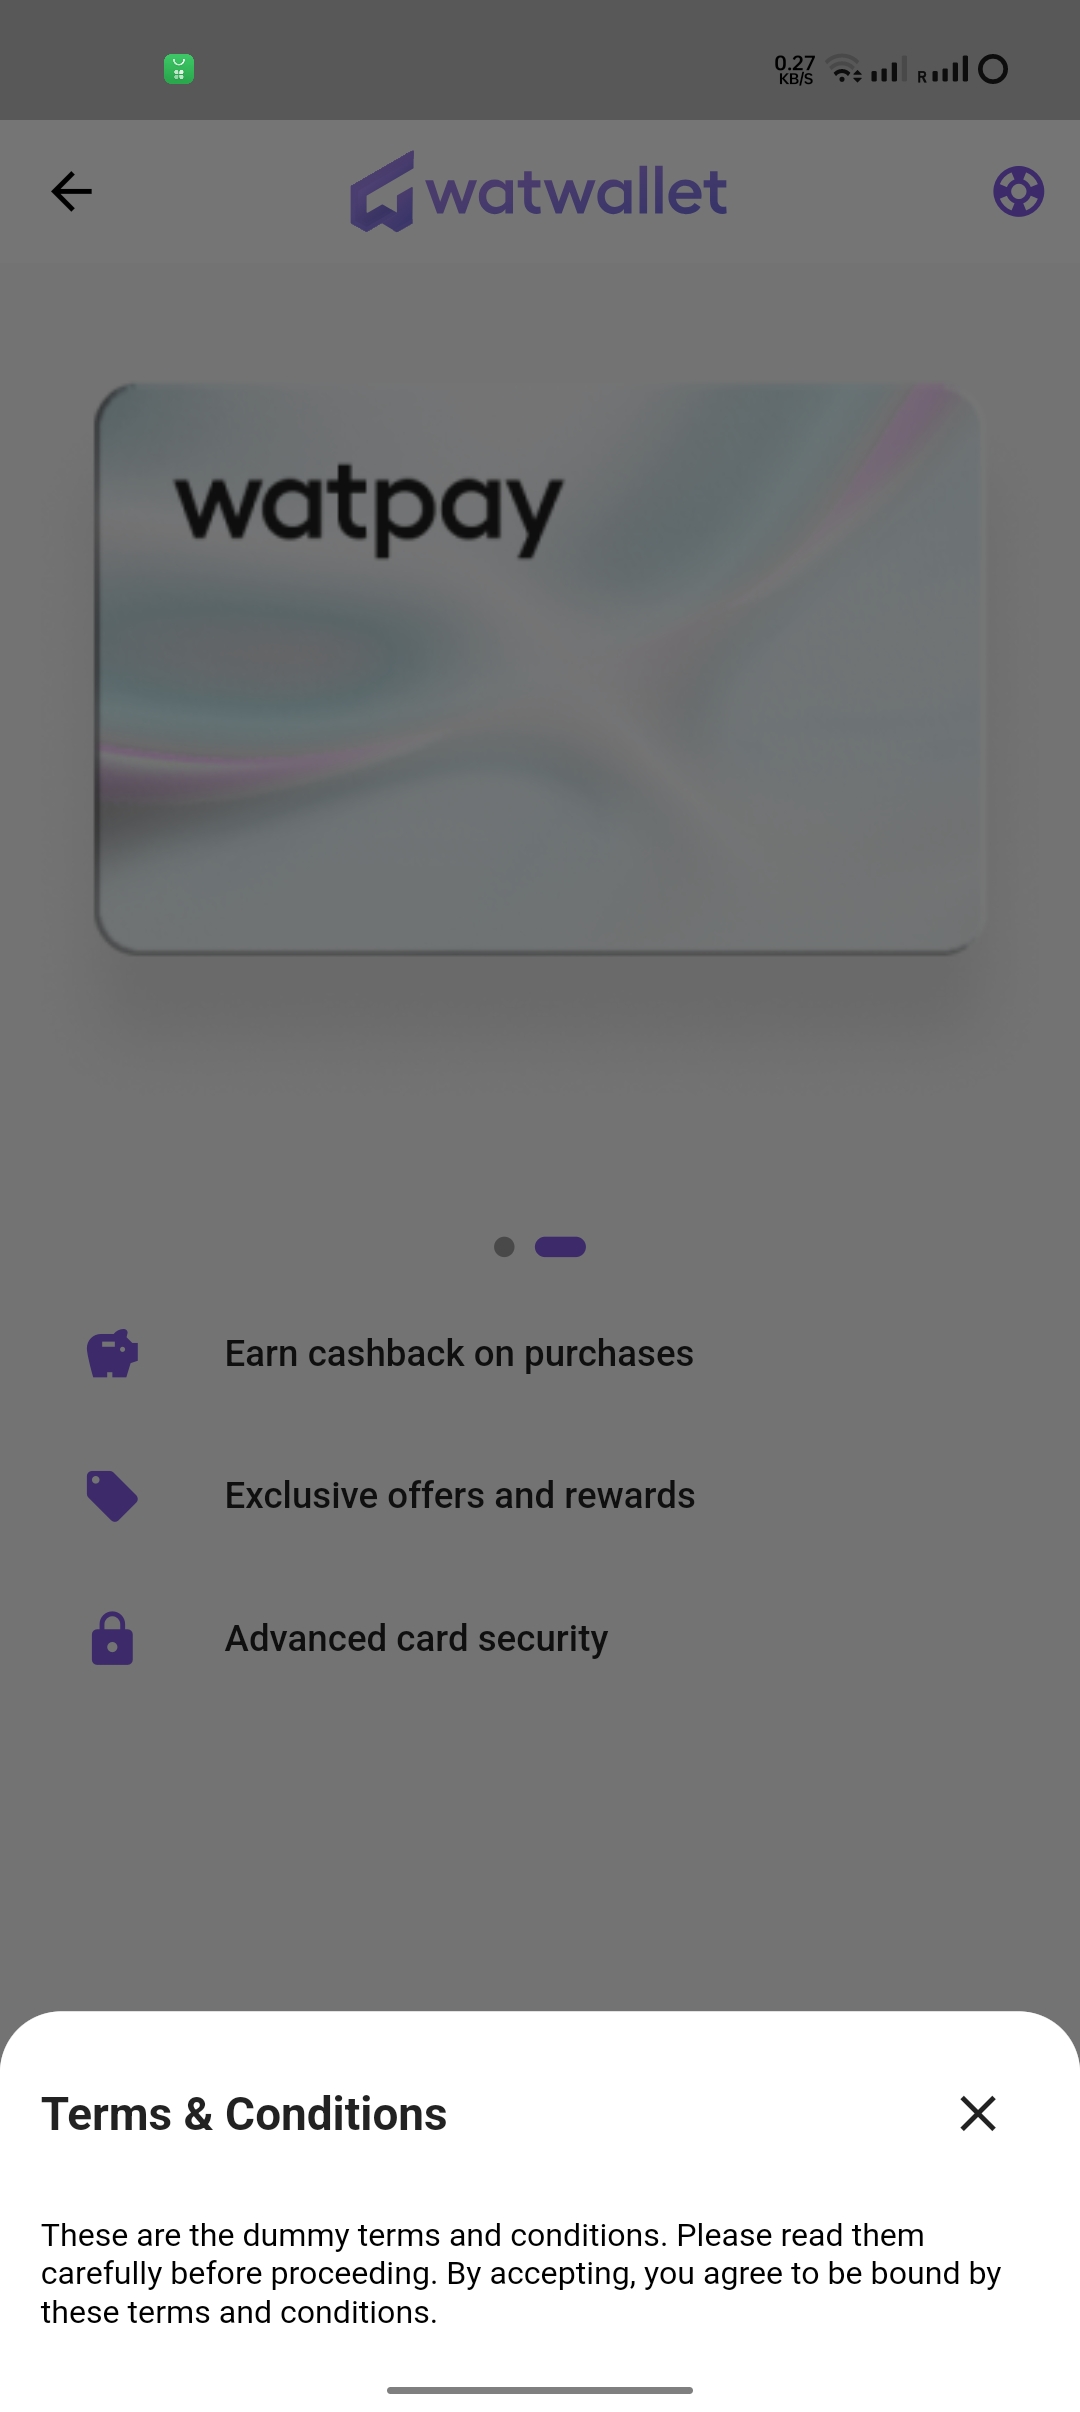 0.27
KB/S
R
watwallet
watpay
Earn cashback on purchases
Exclusive offers and rewards
Advanced card security
Terms & Conditions
These are the dummy terms and conditions. Please read them
carefully before proceeding. By accepting, you agree to be bound by
these terms and conditions.